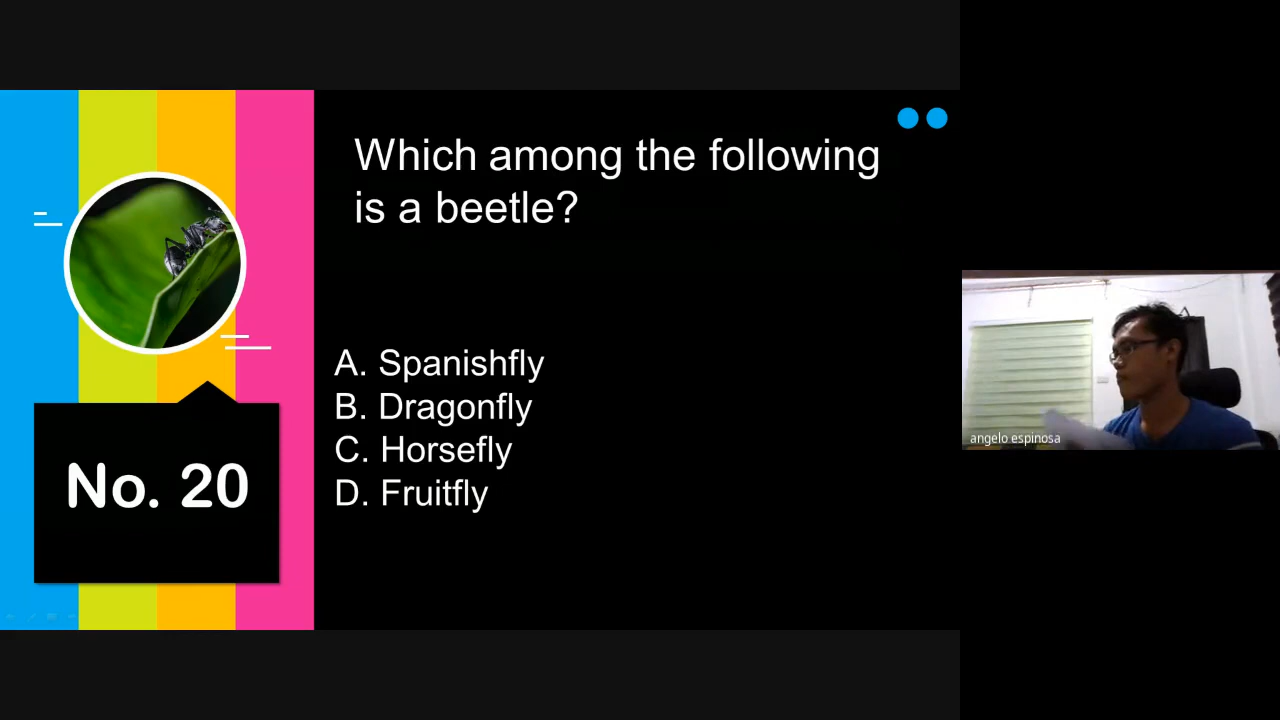 Which among the following
is a beetle?
A. Spanishfly
B. Dragonfly
C. Horsefly
D. Fruitfly
No. 20
angelo espinosa